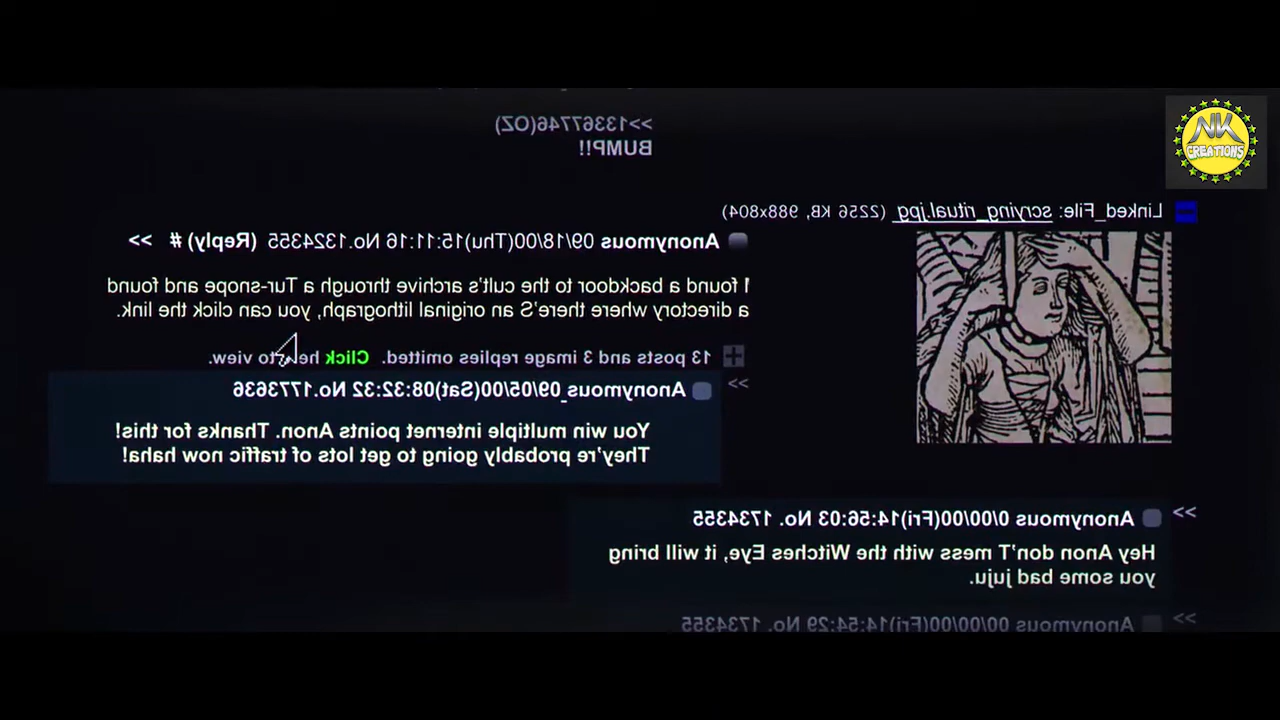 >>13367746(OZ)
BUMP!!
NK
CREATIONS
Linked_File: scrying_ritual.jpg (2256 KB, 988x804)
Anonymous 09/18/00(Thu)15:11:16 No.1324355 (Reply) # >>
I found a backdoor to the cult's archive through a Tur-snope and found
a directory where there'S an original lithograph, you can click the link.
13 posts and 3 image replies omitted. Click here to view.
>> Anonymous_09/05/00(Sat)08:32:32 No.1773636
You win multiple internet points Anon. Thanks for this!
They're probably going to get lots of traffic now haha!
>> Anonymous 0/00/00(Fri)14:56:03 No. 1734355
Hey Anon don'T mess with the Witches Eye, it will bring
you some bad juju.
>> Anonymous 00/00/00(Fri)14:54:29 No. 1734355